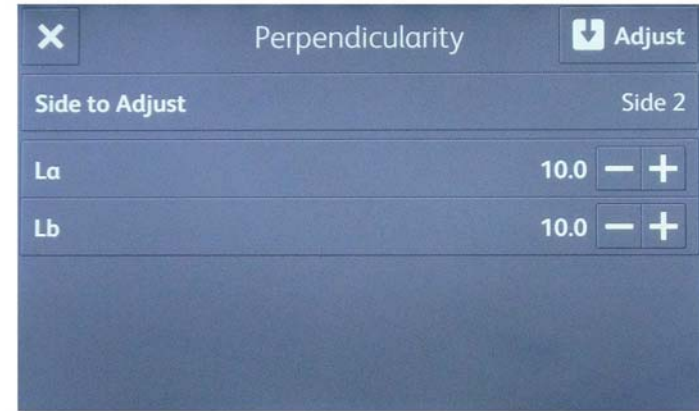 Perpendicularity
Adjust
Side to Adjust
Side 2
La
10.0
Lb
10.0